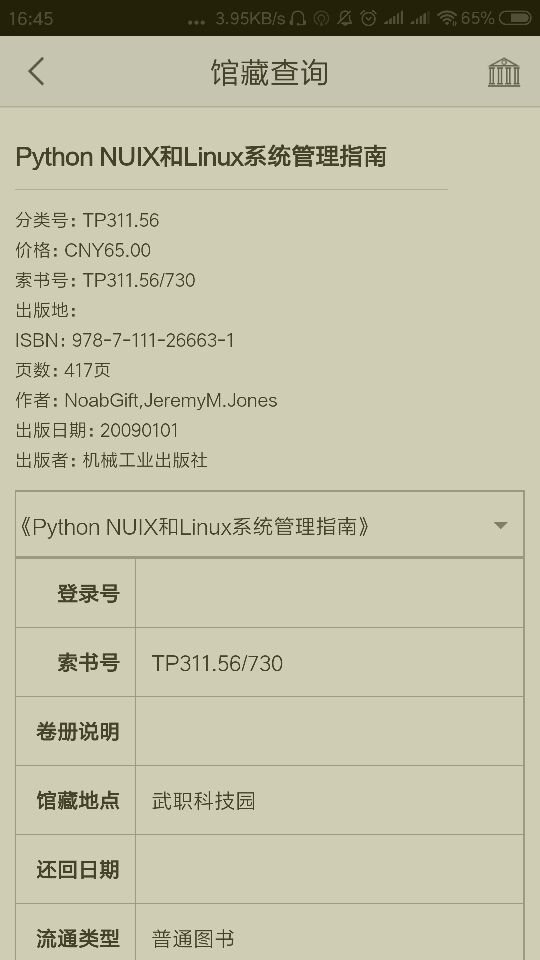 16:45 ... 3.95KB/s 65%
馆藏查询
Python NUIX和Linux系统管理指南
分类号: TP311.56
价格: CNY65.00
索书号: TP311.56/730
出版地:
ISBN: 978-7-111-26663-1
页数: 417页
作者: NoabGift,JeremyM.Jones
出版日期: 20090101
出版者: 机械工业出版社
《Python NUIX和Linux系统管理指南》
登录号
索书号 TP311.56/730
卷册说明
馆藏地点 武职科技园
还回日期
流通类型 普通图书